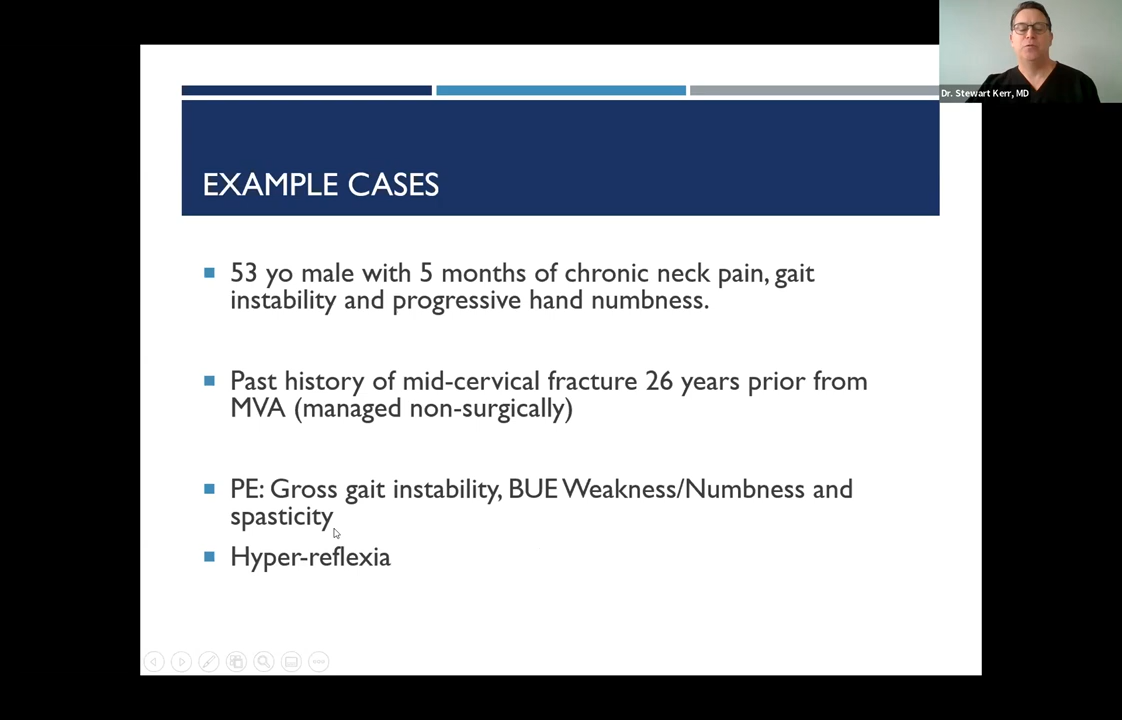 Dr. Stewart Kerr, MD
EXAMPLE CASES
53 yo male with 5 months of chronic neck pain, gait
instability and progressive hand numbness.
Past history of mid-cervical fracture 26 years prior from
MVA (managed non-surgically)
PE: Gross gait instability, BUE Weakness/Numbness and
spasticity
Hyper-reflexia